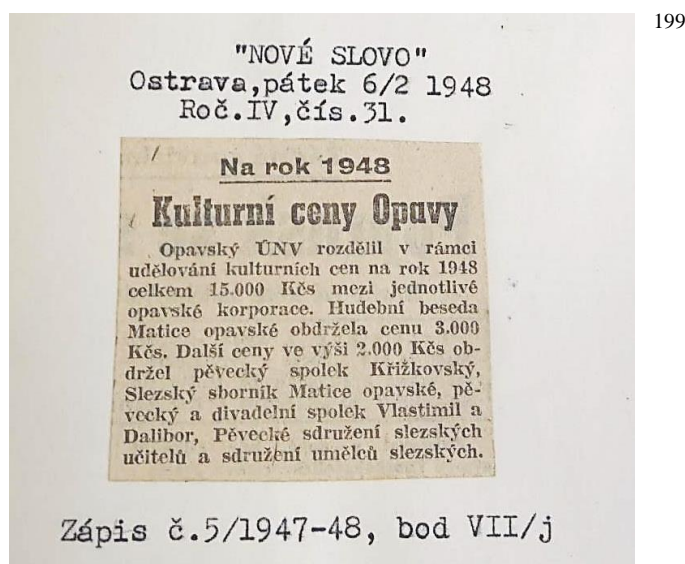 199
"NOVÉ SLOVO"
Ostrava,pátek 6/2 1948
Roč.IV,čís.31.
Na rok 1948
Kulturní ceny Opavy
Opavský ÚNV rozdělil v rámci
udělování kulturních cen na rok 1948
celkem 15.000 Kčs mezi jednotlivé
opavské korporace. Hudební beseda
Matice opavské obdržela cenu 3.000
Kčs. Další ceny ve výši 2.000 Kčs ob-
držel pěvecký spolek Křižkovský,
Slezský sborník Matice opavské, pě-
vecký a divadelní spolek Vlastimil a
Dalibor, Pěvecké sdružení slezských
učitelů a sdružení umělců slezských.
Zápis č.5/1947-48, bod VII/j